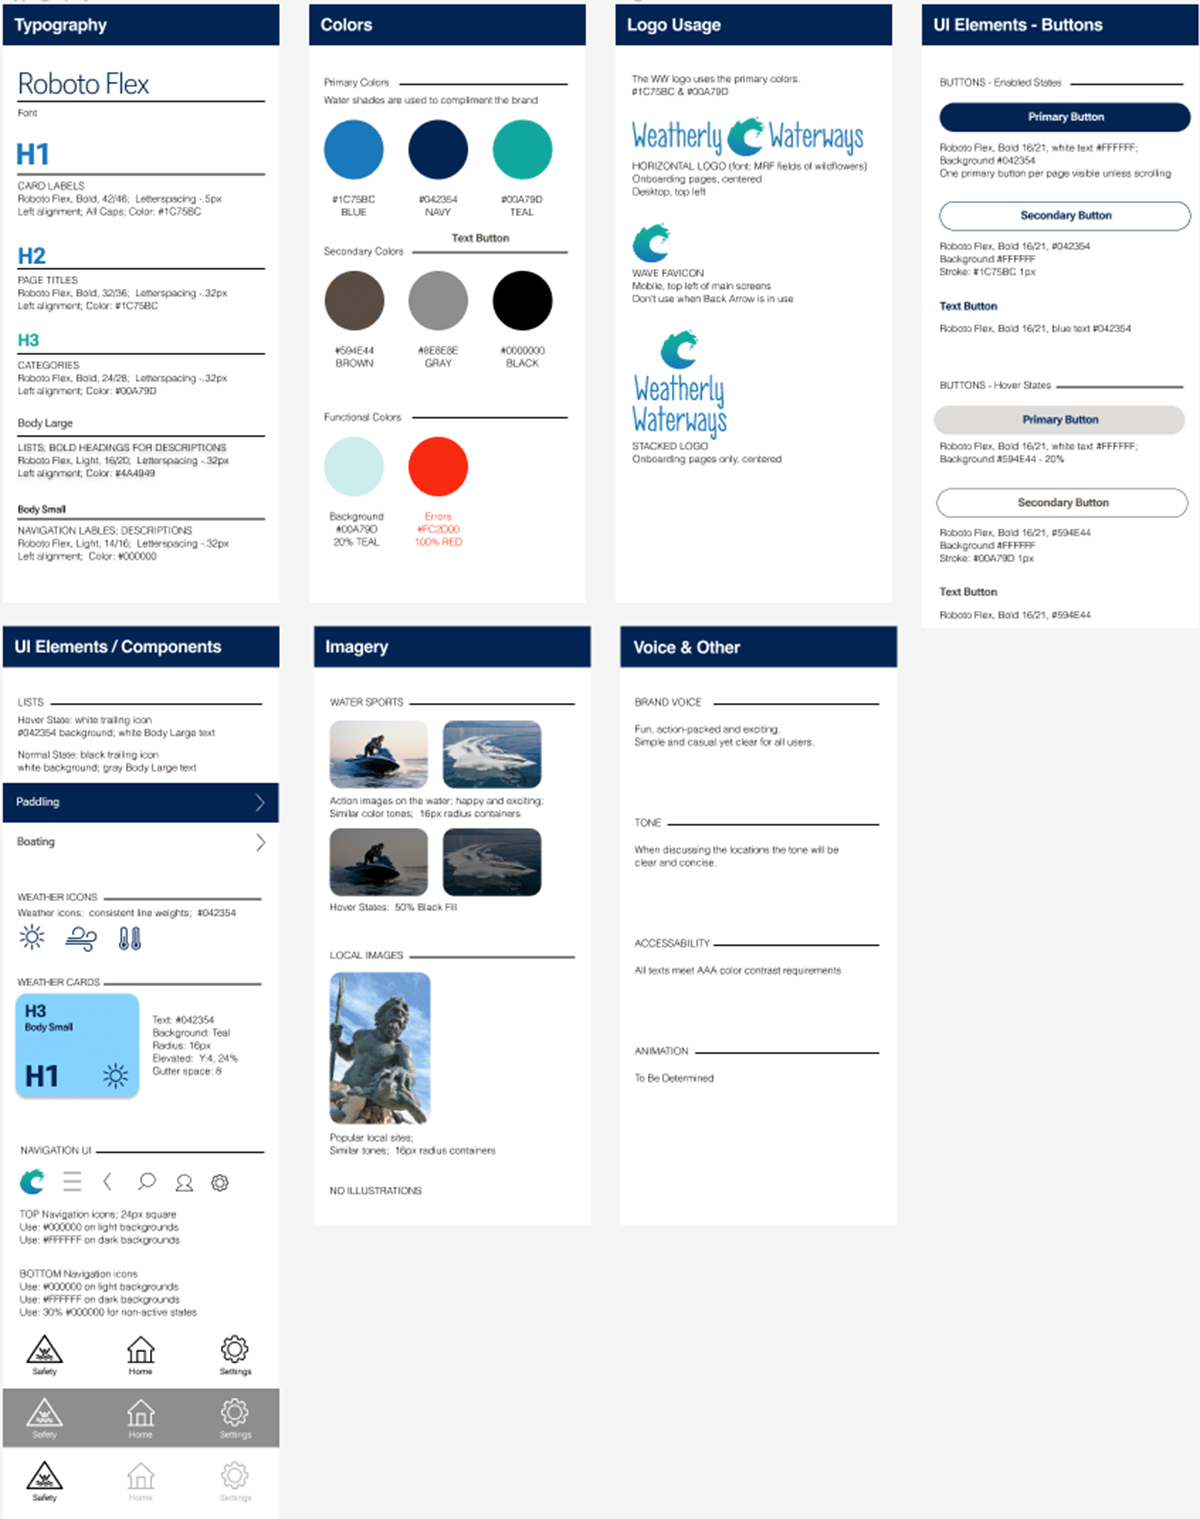 Typography
Roboto Flex
Font
H1
CARD LABELS
Roboto Flex, Bold, 42/46; Letterspacing -.5px
Left alignment; All Caps; Color: #1C75BC
H2
PAGE TITLES
Roboto Flex, Bold, 32/36; Letterspacing -.32px
Left alignment; Color: #1C75BC
H3
CATEGORIES
Roboto Flex, Bold, 24/28; Letterspacing -.32px
Left alignment; Color: #00A79D
Body Large
LISTS; BOLD HEADINGS FOR DESCRIPTIONS
Roboto Flex, Light, 16/20; Letterspacing -.32px
Left alignment; Color: #4A4949
Body Small
NAVIGATION LABLES; DESCRIPTIONS
Roboto Flex, Light, 14/16; Letterspacing -.32px
Left alignment; Color: #000000
Colors
Primary Colors
Water shades are used to compliment the brand
#1C75BC
BLUE
#042354
NAVY
#00A79D
TEAL
Text Button
Secondary Colors
#594E44
BROWN
#8E8E8E
GRAY
#000000
BLACK
Functional Colors
Background
#00A79D
20% TEAL
Errors
#FC2D00
100% RED
Logo Usage
The WW logo uses the primary colors.
#1C75BC & #00A79D
Weatherly Waterways
HORIZONTAL LOGO (font: MRF fields of wildflowers)
Onboarding pages, centered
Desktop, top left
WAVE FAVICON
Mobile, top left of main screens
Don't use when Back Arrow is in use
Weatherly
Waterways
STACKED LOGO
Onboarding pages only, centered
UI Elements - Buttons
BUTTONS - Enabled States
Primary Button
Roboto Flex, Bold 16/21, white text #FFFFFF;
Background #042354
One primary button per page visible unless scrolling
Secondary Button
Roboto Flex, Bold 16/21, #042354
Background #FFFFFF
Stroke: #1C75BC 1px
Text Button
Roboto Flex, Bold 16/21, blue text #042354
BUTTONS - Hover States
Primary Button
Roboto Flex, Bold 16/21, white text #FFFFFF;
Background #594E44 - 20%
Secondary Button
Roboto Flex, Bold 16/21, #594E44
Background #FFFFFF
Stroke: #00A79D 1px
Text Button
Roboto Flex, Bold 16/21, #594E44
UI Elements / Components
LISTS
Hover State: white trailing icon
#042354 background; white Body Large text
Normal State: black trailing icon
white background; gray Body Large text
Paddling
Boating
WEATHER ICONS
Weather icons; consistent line weights; #042354
WEATHER CARDS
H3
Body Small
H1
Text: #042354
Background: Teal
Radius: 16px
Elevated: Y:4, 24%
Gutter space: 8
NAVIGATION UI
TOP Navigation icons; 24px square
Use: #000000 on light backgrounds
Use: #FFFFFF on dark backgrounds
BOTTOM Navigation icons
Use: #000000 on light backgrounds
Use: #FFFFFF on dark backgrounds
Use: 30% #000000 for non-active states
Safety
Home
Settings
Safety
Home
Settings
Safety
Home
Settings
Imagery
WATER SPORTS
Action images on the water; happy and exciting;
Similar color tones; 16px radius containers
Hover States: 50% Black Fill
LOCAL IMAGES
Popular local sites;
Similar tones; 16px radius containers
NO ILLUSTRATIONS
Voice & Other
BRAND VOICE
Fun, action-packed and exciting.
Simple and casual yet clear for all users.
TONE
When discussing the locations the tone will be
clear and concise.
ACCESSABILITY
All texts meet AAA color contrast requirements
ANIMATION
To Be Determined